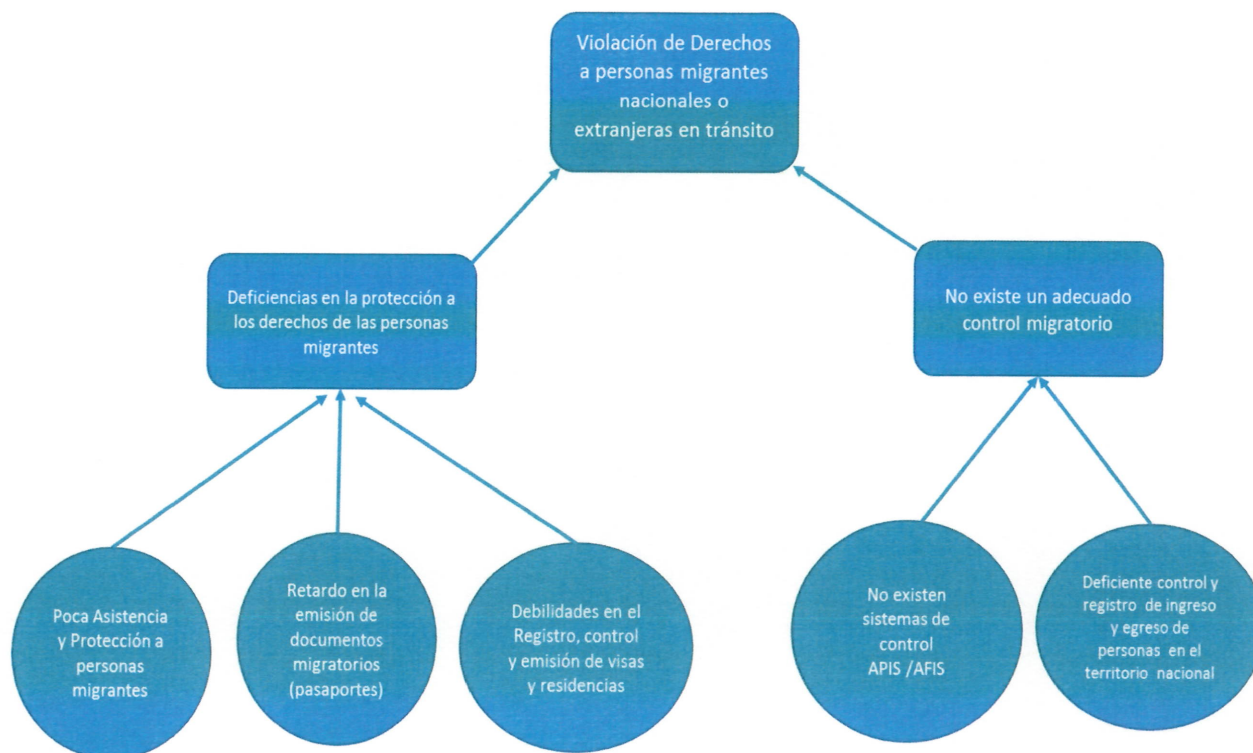 Violación de Derechos
a personas migrantes
nacionales o
extranjeras en tránsito
Deficiencias en la protección a
los derechos de las personas
migrantes
No existe un adecuado
control migratorio
Poca Asistencia
y Protección a
personas
migrantes
Retardo en la
emisión de
documentos
migratorios
(pasaportes)
Debilidades en el
Registro, control
y emisión de visas
y residencias
No existen
sistemas de
control
APIS /AFIS
Deficiente control y
registro de ingreso
y egreso de
personas en el
territorio nacional